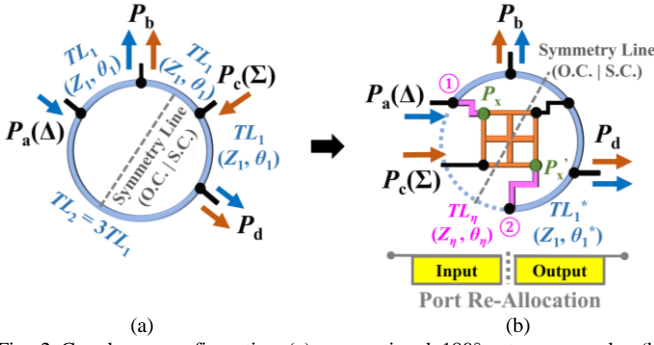 P_b
TL_1
(Z_1, θ_1)
TL_1
(Z_1, θ_1)
P_a(Δ)
P_c(Σ)
TL_1
(Z_1, θ_1)
Symmetry Line
(O.C. | S.C.)
TL_2 = 3TL_1
P_d
(a)
P_b
Symmetry Line
(O.C. | S.C.)
①
P_a(Δ)
P_x
P_d
P_c(Σ)
P_x'
TL_η
(Z_η, θ_η)
②
TL_1*
(Z_1, θ_1*)
Input
Output
Port Re-Allocation
(b)